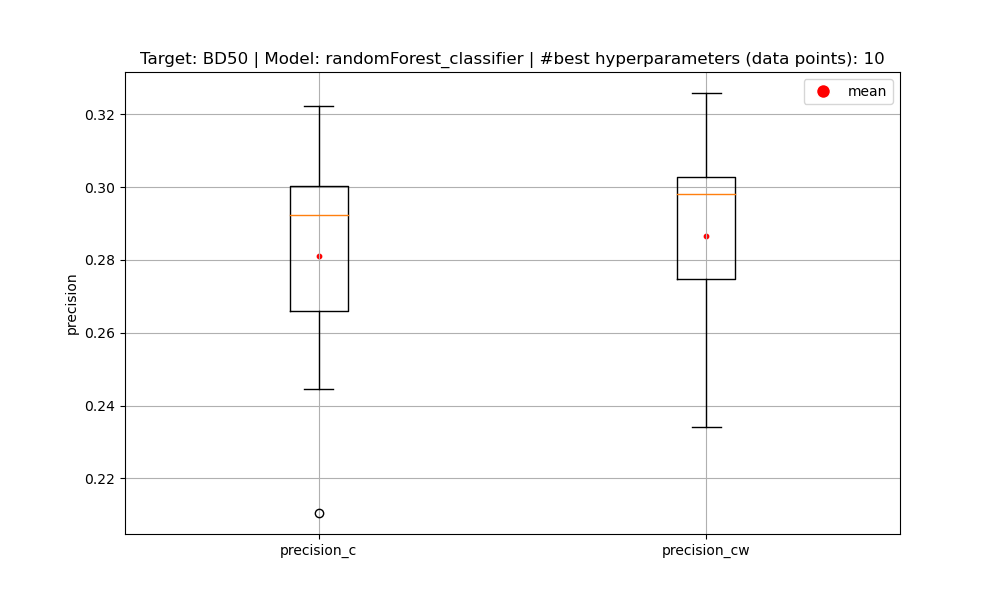 Target: BD50 | Model: randomForest_classifier | #best hyperparameters (data points): 10
mean
0.32
0.30
0.28
0.26
0.24
0.22
precision
precision_c
precision_cw